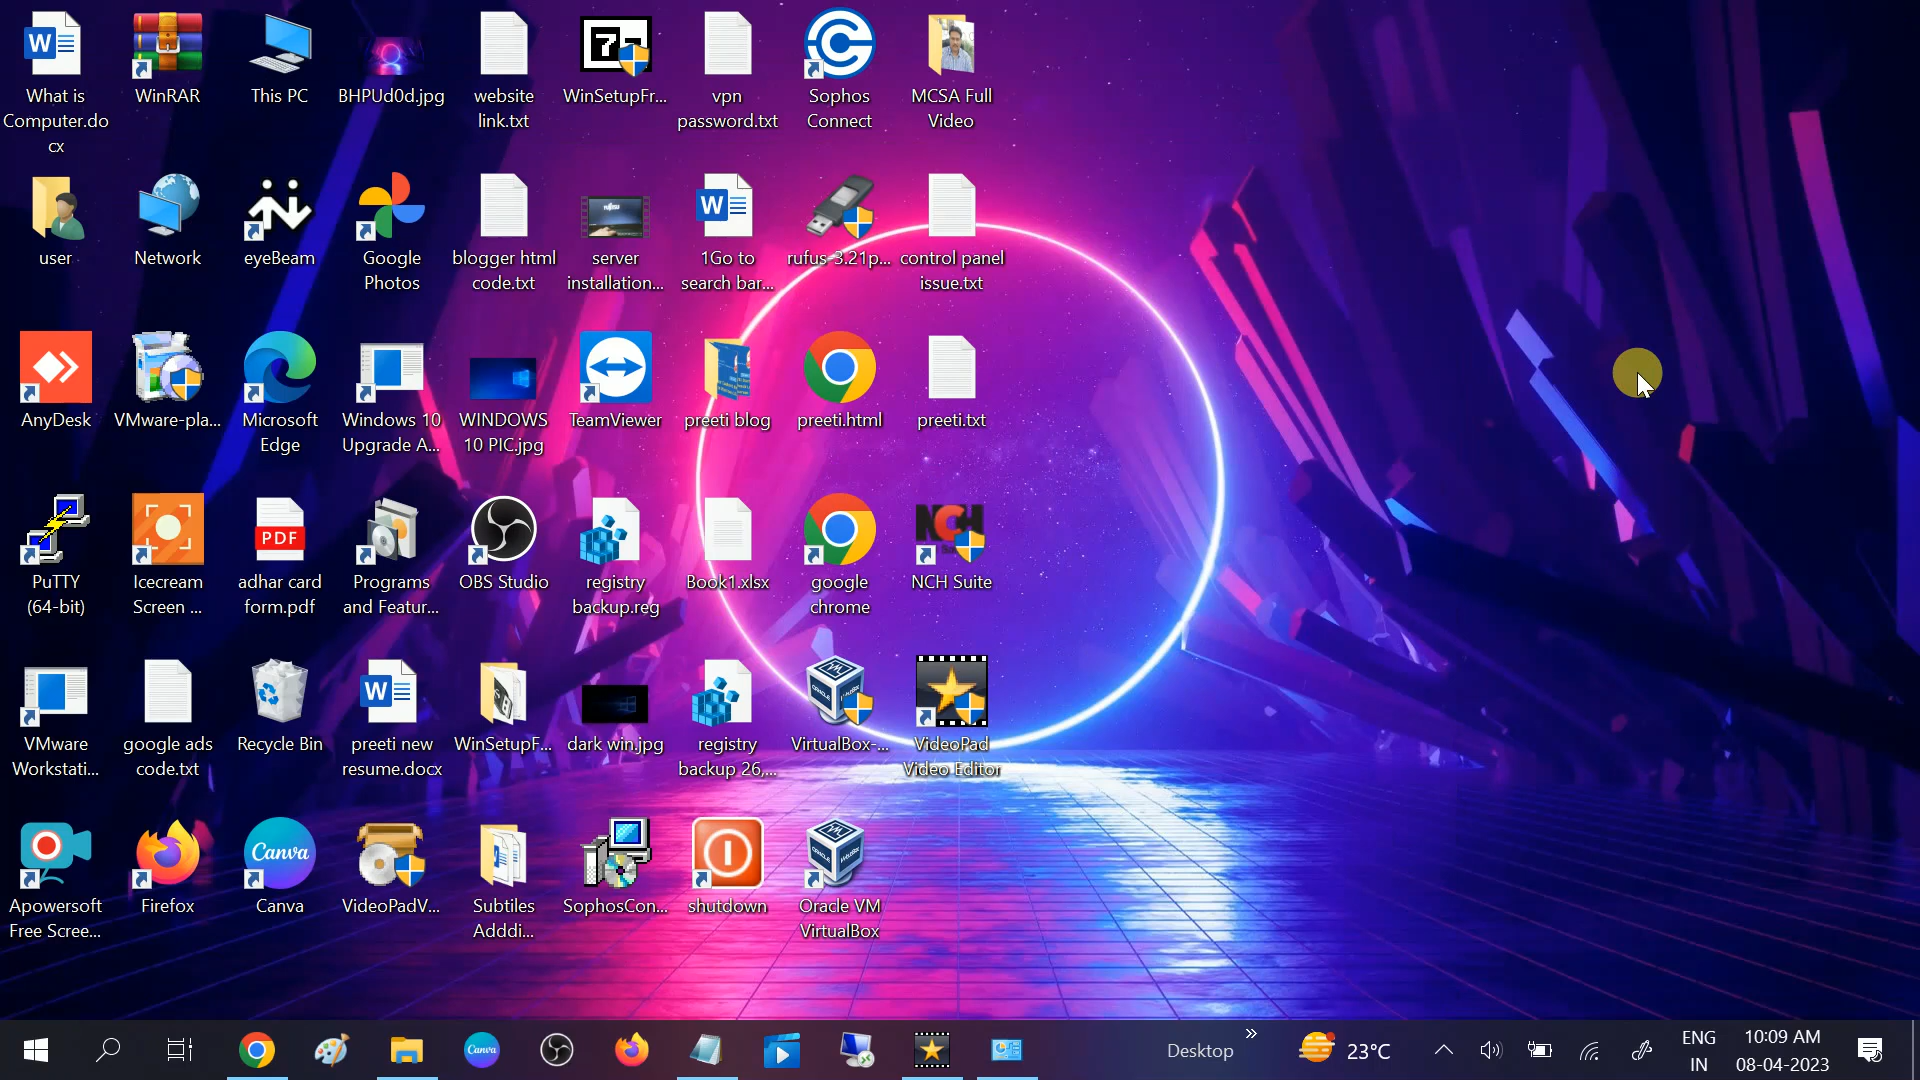 What is
Computer.do
cx
WinRAR
This PC
BHPUd0d.jpg
website
link.txt
WinSetupFr...
vpn
password.txt
Sophos
Connect
MCSA Full
Video
user
Network
eyeBeam
Google
Photos
blogger html
code.txt
server
installation...
1Go to
search bar...
rufus-3.21p...
control panel
issue.txt
AnyDesk
VMware-pla...
Microsoft
Edge
Windows 10
Upgrade A...
WINDOWS
10 PIC.jpg
TeamViewer
preeti blog
preeti.html
preeti.txt
PuTTY
(64-bit)
Icecream
Screen ...
PDF
adhar card
form.pdf
Programs
and Featur...
OBS Studio
registry
backup.reg
Book1.xlsx
google
chrome
NCH
NCH Suite
VMware
Workstati...
google ads
code.txt
Recycle Bin
preeti new
resume.docx
WinSetupF...
dark win.jpg
registry
backup 26,...
VirtualBox-...
VideoPad
Video Editor
Apowersoft
Free Scree...
Firefox
Canva
Canva
VideoPadV...
Subtiles
Adddi...
SophosCon...
shutdown
Oracle VM
VirtualBox
Canva
Desktop
23°C
ENG
IN
10:09 AM
08-04-2023